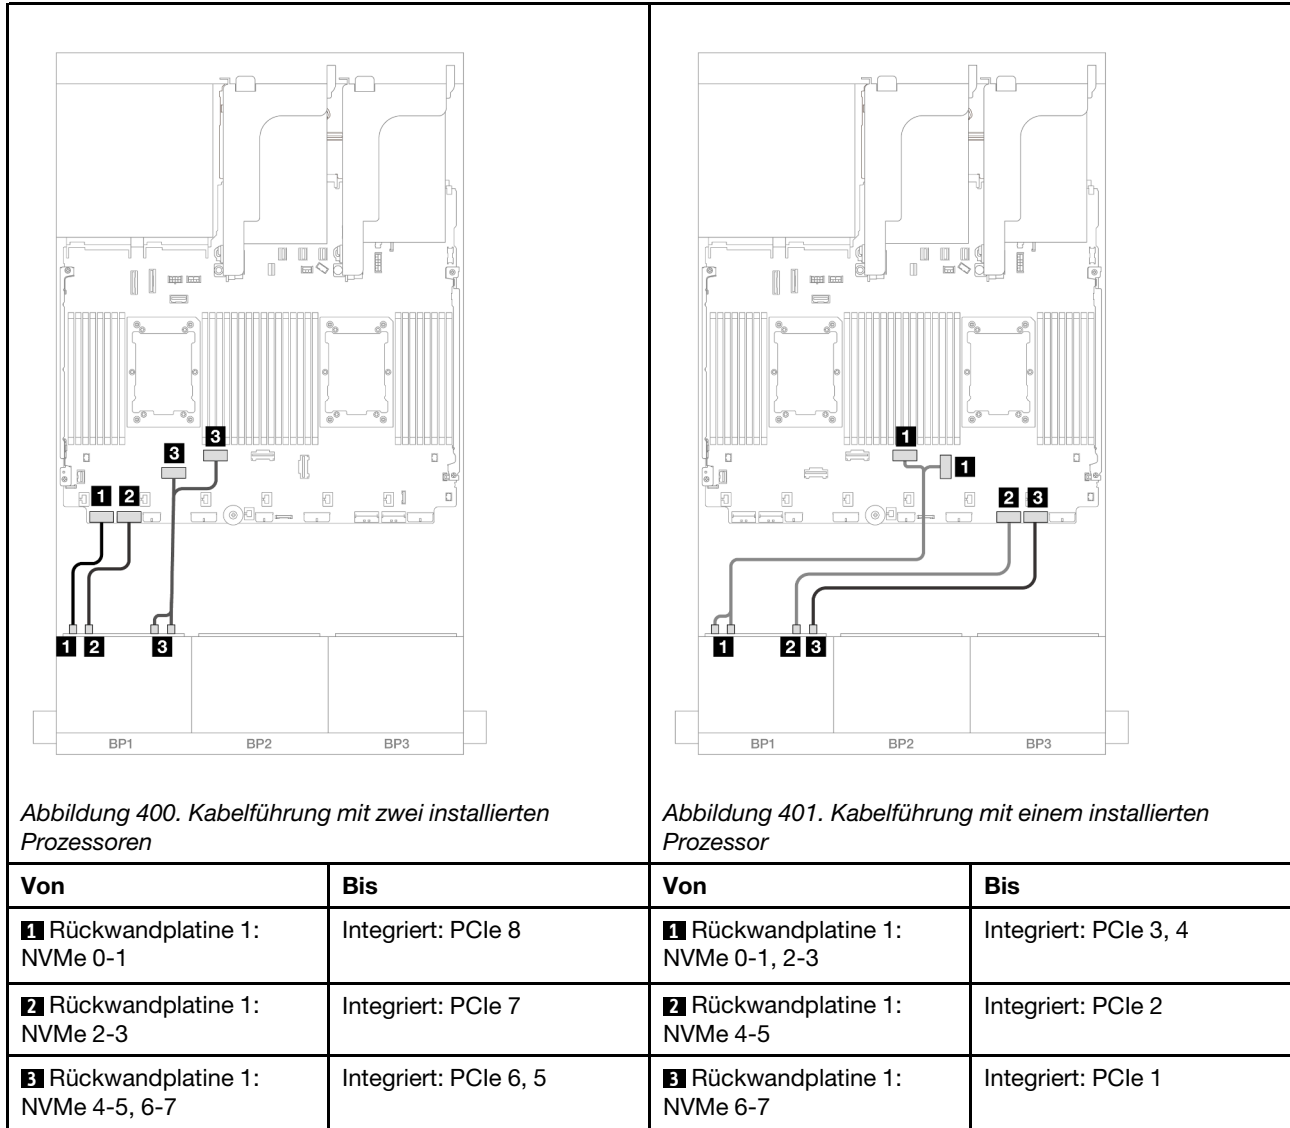 3
3
1 2
1 2 3
BP1 BP2 BP3
Abbildung 400. Kabelführung mit zwei installierten
Prozessoren
1
1
2 3
1 2 3
BP1 BP2 BP3
Abbildung 401. Kabelführung mit einem installierten
Prozessor
Von Bis Von Bis
1 Rückwandplatine 1:
NVMe 0-1
Integriert: PCIe 8
1 Rückwandplatine 1:
NVMe 0-1, 2-3
Integriert: PCIe 3, 4
2 Rückwandplatine 1:
NVMe 2-3
Integriert: PCIe 7
2 Rückwandplatine 1:
NVMe 4-5
Integriert: PCIe 2
3 Rückwandplatine 1:
NVMe 4-5, 6-7
Integriert: PCIe 6, 5
3 Rückwandplatine 1:
NVMe 6-7
Integriert: PCIe 1